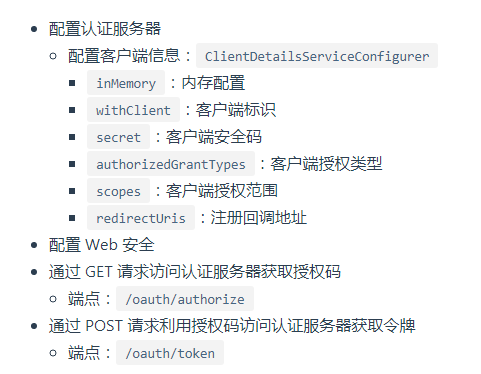 配置认证服务器
配置客户端信息：ClientDetailsServiceConfigurer
inMemory：内存配置
withClient：客户端标识
secret：客户端安全码
authorizedGrantTypes：客户端授权类型
scopes：客户端授权范围
redirectUris：注册回调地址
配置 Web 安全
通过 GET 请求访问认证服务器获取授权码
端点：/oauth/authorize
通过 POST 请求利用授权码访问认证服务器获取令牌
端点：/oauth/token